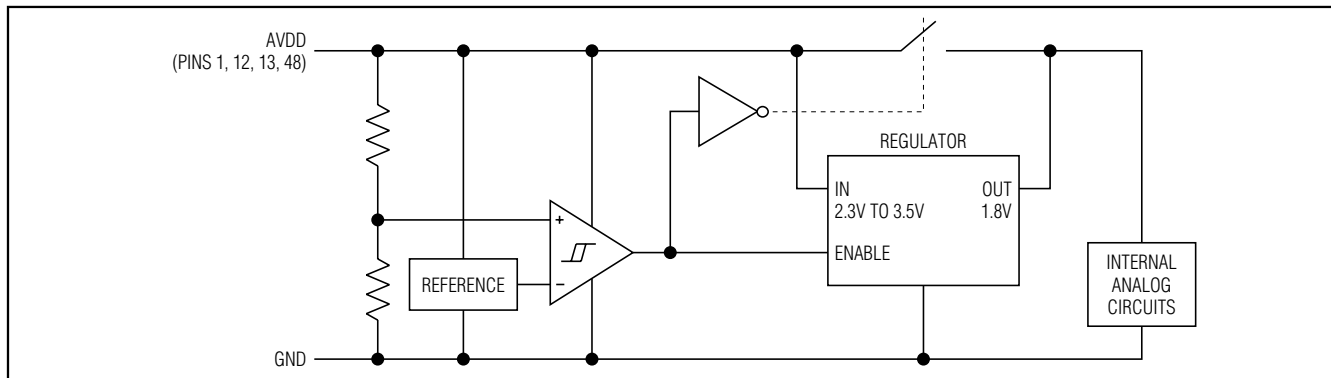 AVDD
(PINS 1, 12, 13, 48)
REGULATOR
IN
2.3V TO 3.5V
OUT
1.8V
+
ENABLE
REFERENCE
−
INTERNAL
ANALOG
CIRCUITS
GND